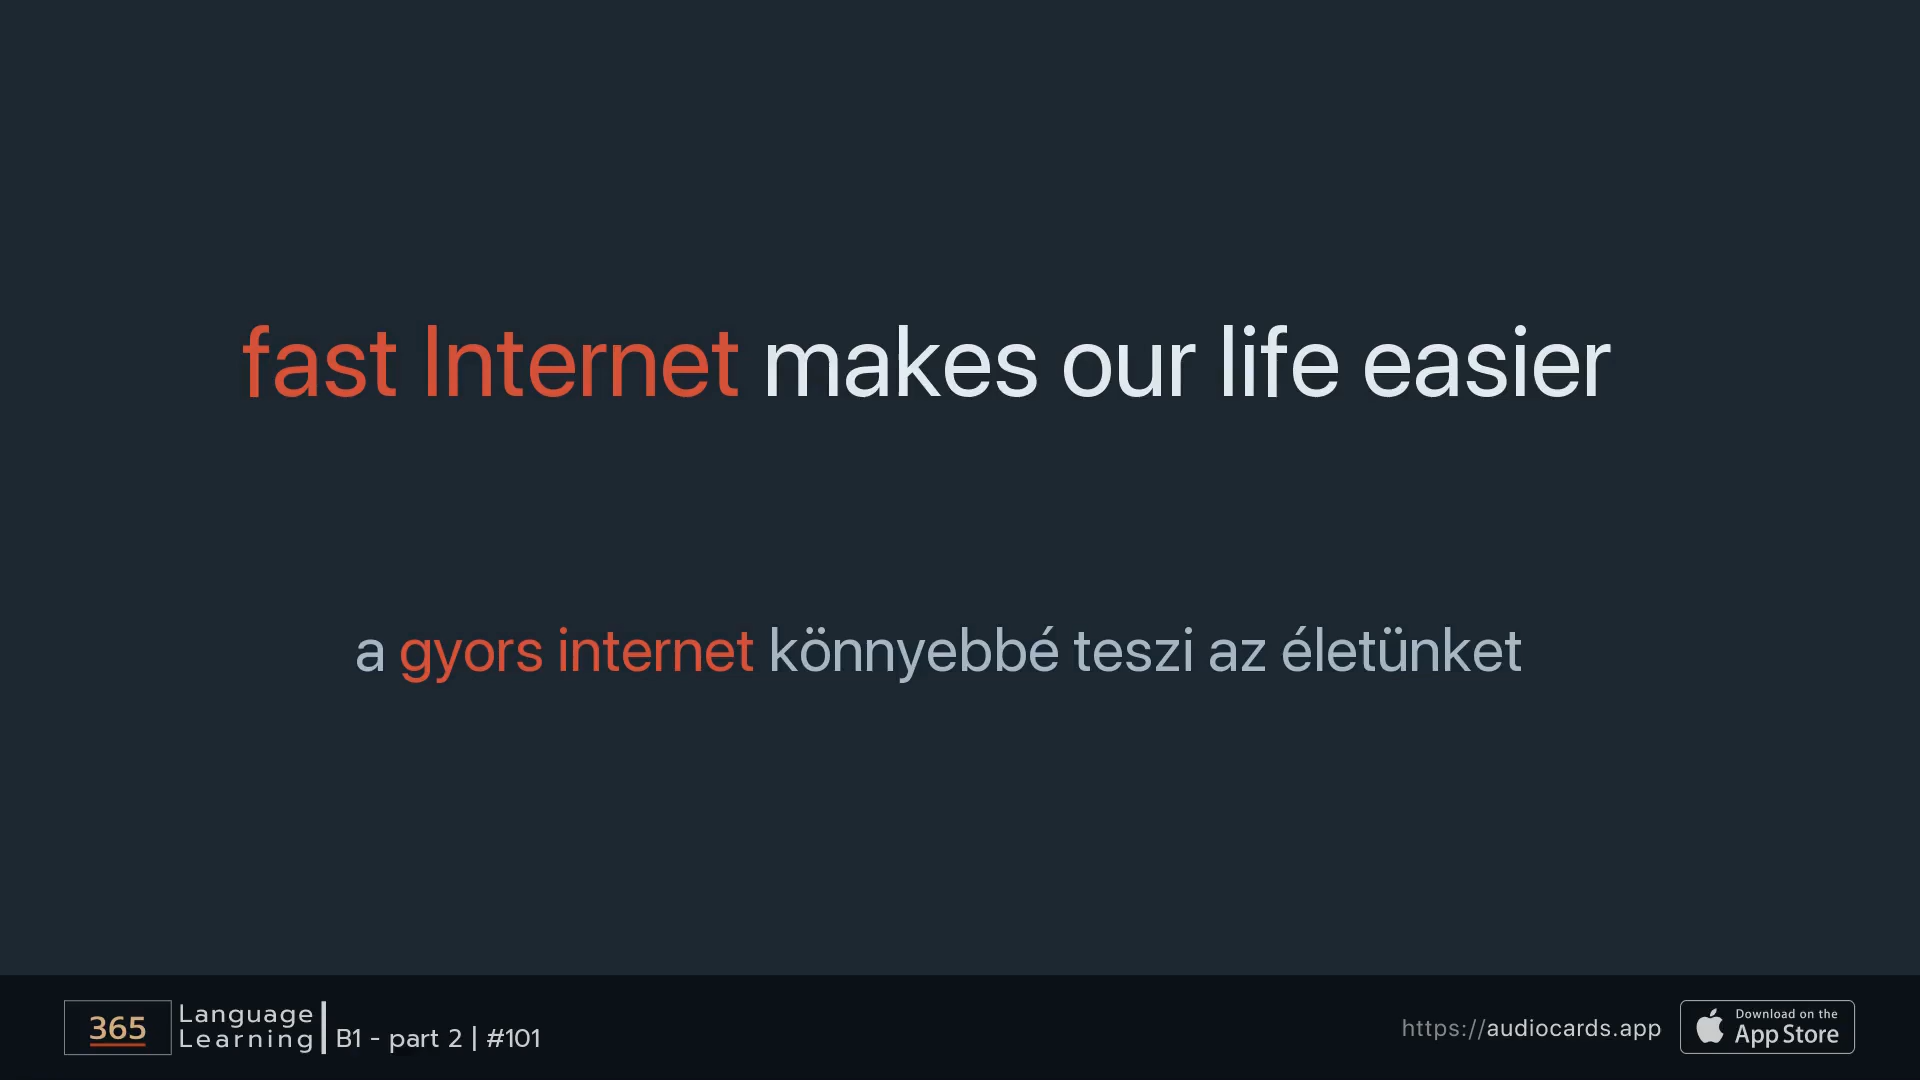 fast Internet makes our life easier
a gyors internet könnyebbé teszi az életünket
365
Language
Learning
B1 - part 2 | #101
https://audiocards.app
Download on the
App Store